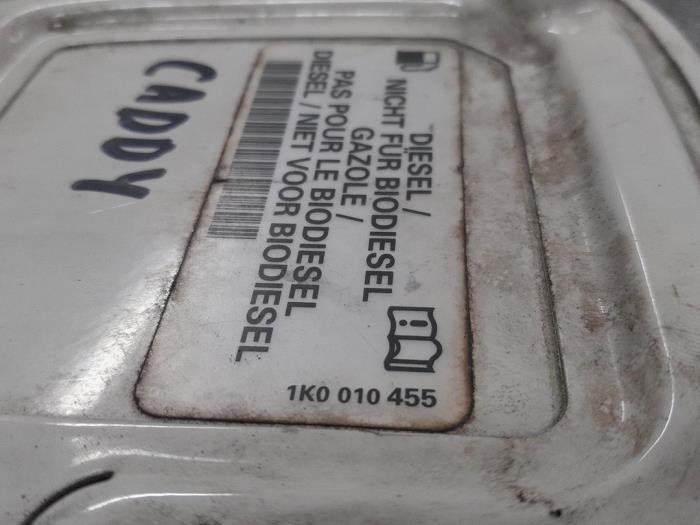 CADDY
DIESEL /
NICHT FÜR BIODIESEL
GAZOLE /
PAS POUR LE BIODIESEL
DIESEL / NIET VOOR BIODIESEL
1K0 010 455